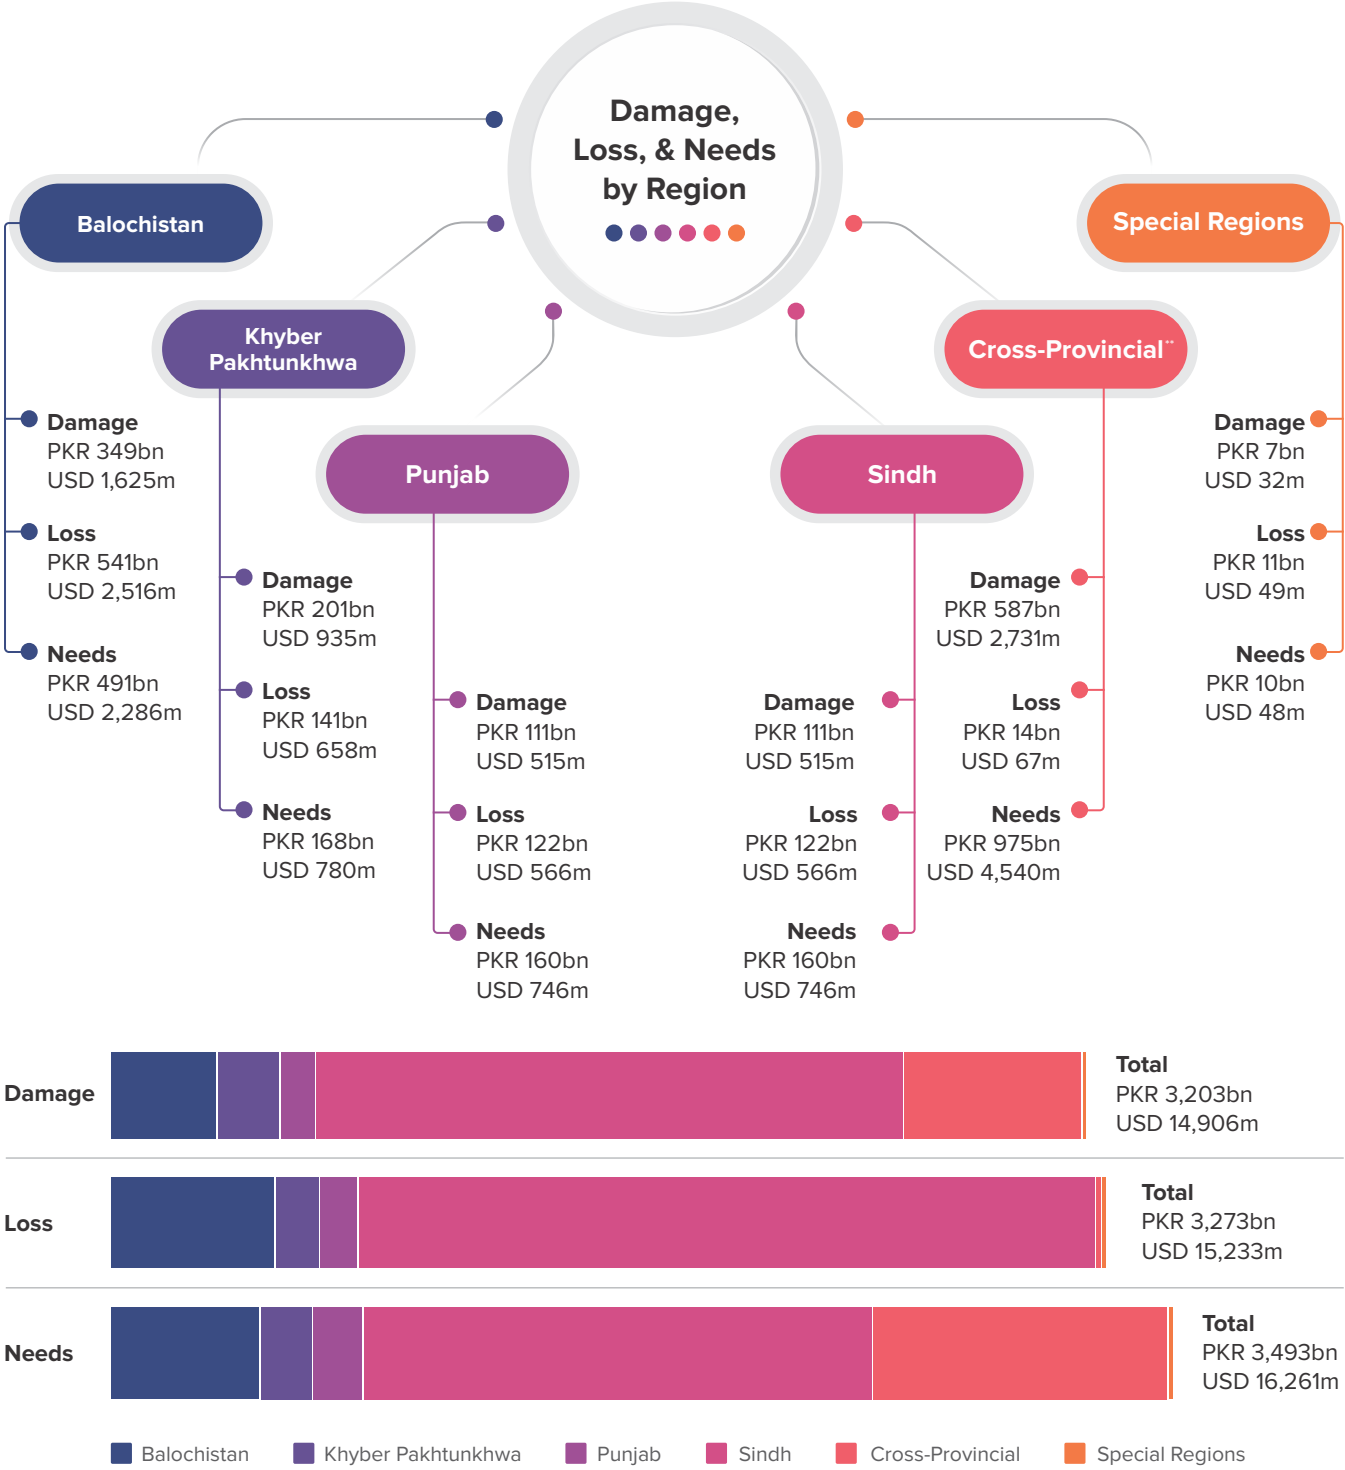 Damage,
Loss, & Needs
by Region
Balochistan
Damage
PKR 349bn
USD 1,625m
Loss
PKR 541bn
USD 2,516m
Needs
PKR 491bn
USD 2,286m
Khyber
Pakhtunkhwa
Damage
PKR 201bn
USD 935m
Loss
PKR 141bn
USD 658m
Needs
PKR 168bn
USD 780m
Punjab
Damage
PKR 111bn
USD 515m
Loss
PKR 122bn
USD 566m
Needs
PKR 160bn
USD 746m
Sindh
Damage
PKR 111bn
USD 515m
Loss
PKR 122bn
USD 566m
Needs
PKR 160bn
USD 746m
Cross-Provincial**
Damage
PKR 587bn
USD 2,731m
Loss
PKR 14bn
USD 67m
Needs
PKR 975bn
USD 4,540m
Special Regions
Damage
PKR 7bn
USD 32m
Loss
PKR 11bn
USD 49m
Needs
PKR 10bn
USD 48m
Damage
Total
PKR 3,203bn
USD 14,906m
Loss
Total
PKR 3,273bn
USD 15,233m
Needs
Total
PKR 3,493bn
USD 16,261m
Balochistan
Khyber Pakhtunkhwa
Punjab
Sindh
Cross-Provincial
Special Regions